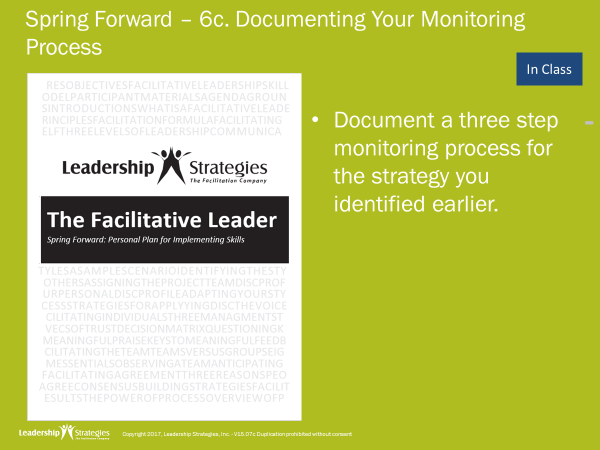 Spring Forward – 6c. Documenting Your Monitoring
Process
In Class
RESOBJECTIVESFACILITATIVELEADERSHIPSKILL
ODELPARTICIPANTMATERIALSAGENDAGROUN
SINTRODUCTIONSWHATISAFACILITATIVELEADE
RINCIPLESFACILITATIONFORMULAFACILITATING
ELFTHREELEVELSOFLEADERSHIPCOMMUNICA
Leadership Strategies
The Facilitation Company
The Facilitative Leader
Spring Forward: Personal Plan for Implementing Skills
TYLESASAMPLESCENARIOIDENTIFYINGTHESTY
OTHERSASSIGNINGTHEPROJECTTEAMDISCPROF
URPERSONALDISCPROFILEADAPTINGYOURSTY
CESSSTRATEGIESFORAPPLYYINGDISCTHEVOICE
CILITATINGINDIVIDUALSTHREEMANAGMENTST
VECSOFTRUSTDECISIONMATRIXQUESTIONINGK
MEANINGFULPRAISEKEYSTOMEANINGFULFEEDB
CILITATINGTHETEAMTEAMSVERSUSGROUPSEIG
MESSENTIALSOBSERVINGATEAMANTICIPATING
FACILITATINGAGREEMENTTHREEREASONSPEO
AGREECONSENSUSBUILDINGSTRATEGIESFACILIT
ESULTSTHEPOWEROFPROCESSOVERVIEWOFP
• Document a three step
monitoring process for
the strategy you
identified earlier.
Leadership Strategies
The Facilitation Company
Copyright 2017, Leadership Strategies, Inc. - V15.07c Duplication prohibited without consent